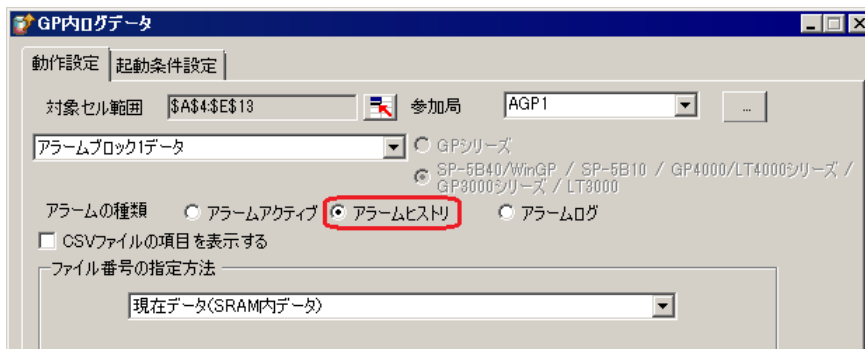 GP内ログデータ
動作設定 起動条件設定
対象セル範囲 $A$4:$E$13 参加局 AGP1 ...
アラームブロック1データ GPシリーズ
SP-5B40/WinGP / SP-5B10 / GP4000/LT4000シリーズ /
GP3000シリーズ / LT3000
アラームの種類 アラームアクティブ アラームヒストリ アラームログ
CSVファイルの項目を表示する
ファイル番号の指定方法
現在データ(SRAM内データ)